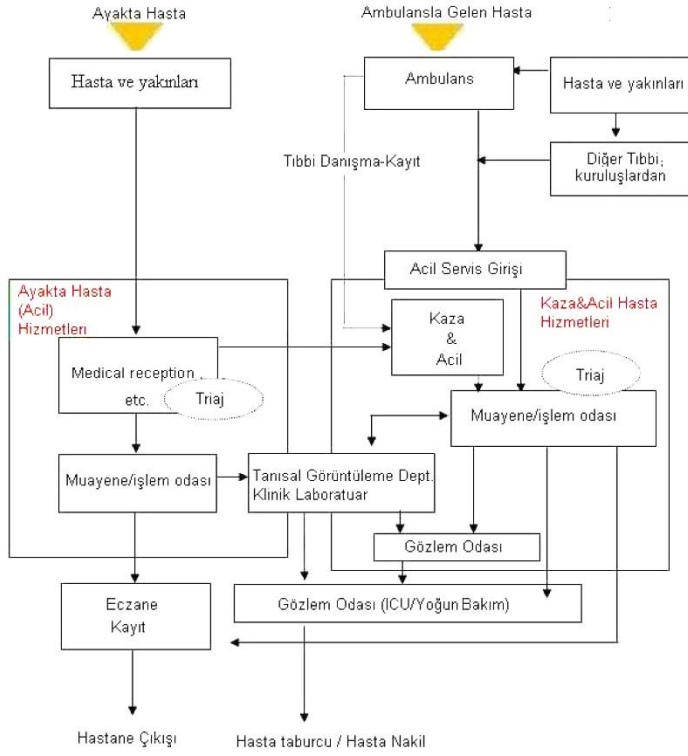 Ayakta Hasta
Ambulansla Gelen Hasta
Hasta ve yakınları
Ambulans
Hasta ve yakınları
Tıbbi Danışma-Kayıt
Diğer Tıbbi;
kuruluşlardan
Acil Servis Girişi
Ayakta Hasta
(Acil)
Hizmetleri
Kaza&Acil Hasta
Hizmetleri
Kaza
&
Acil
Medical reception
etc.
Triaj
Triaj
Muayene/işlem odası
Muayene/işlem odası
Tanısal Görüntüleme Dept.
Klinik Laboratuar
Gözlem Odası
Eczane
Kayıt
Gözlem Odası (ICU/Yoğun Bakım)
Hastane Çıkışı
Hasta taburcu / Hasta Nakil